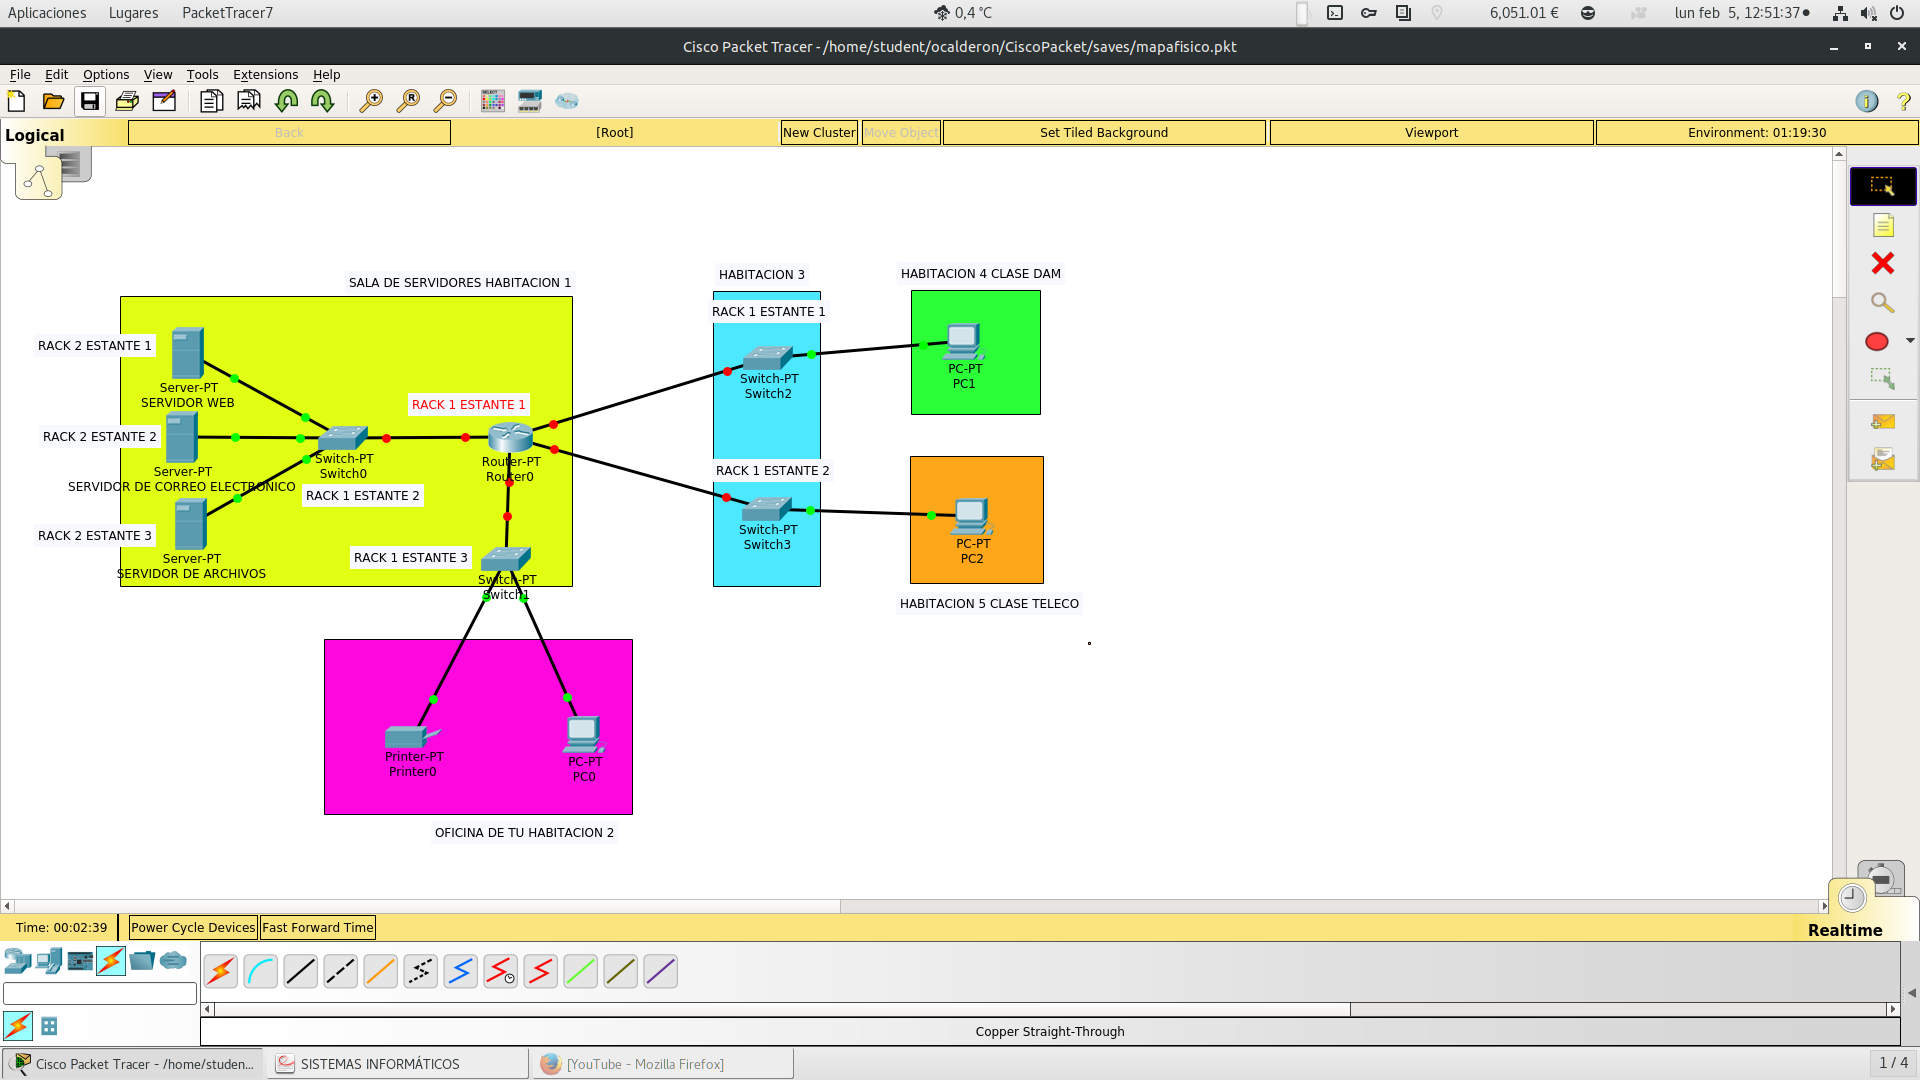 Aplicaciones Lugares PacketTracer7 0,4 °C 6,051.01 € lun feb 5, 12:51:37
Cisco Packet Tracer - /home/student/ocalderon/CiscoPacket/saves/mapafisico.pkt
File Edit Options View Tools Extensions Help
Logical Back [Root] New Cluster Move Object Set Tiled Background Viewport Environment: 01:19:30
SALA DE SERVIDORES HABITACION 1
HABITACION 3
HABITACION 4 CLASE DAM
RACK 2 ESTANTE 1
Server-PT
SERVIDOR WEB
RACK 2 ESTANTE 2
Server-PT
SERVIDOR DE CORREO ELECTRONICO
RACK 2 ESTANTE 3
Server-PT
SERVIDOR DE ARCHIVOS
Switch-PT
Switch0
RACK 1 ESTANTE 2
RACK 1 ESTANTE 1
Router-PT
Router0
RACK 1 ESTANTE 3
Switch-PT
Switch1
RACK 1 ESTANTE 1
Switch-PT
Switch2
RACK 1 ESTANTE 2
Switch-PT
Switch3
PC-PT
PC1
PC-PT
PC2
HABITACION 5 CLASE TELECO
Printer-PT
Printer0
PC-PT
PC0
OFICINA DE TU HABITACION 2
Time: 00:02:39 Power Cycle Devices Fast Forward Time Realtime
Copper Straight-Through
Cisco Packet Tracer - /home/studen... SISTEMAS INFORMÁTICOS [YouTube - Mozilla Firefox] 1 / 4